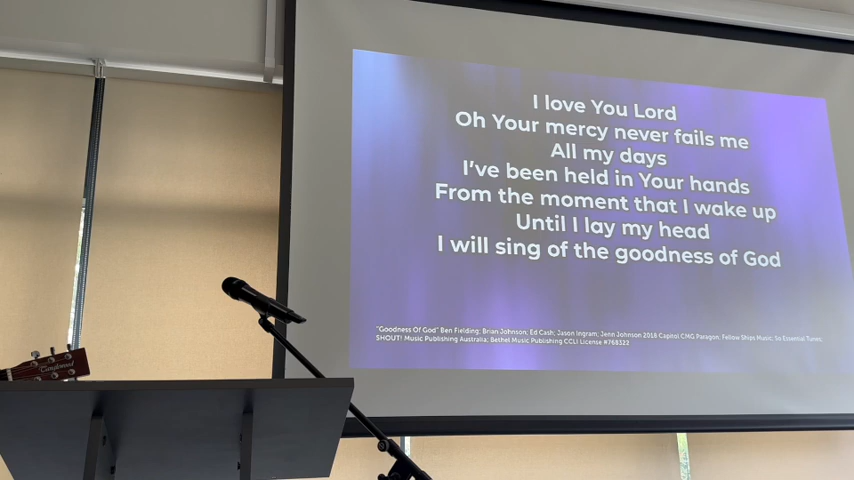 I love You Lord
Oh Your mercy never fails me
All my days
I've been held in Your hands
From the moment that I wake up
Until I lay my head
I will sing of the goodness of God
"Goodness Of God" Ben Fielding; Brian Johnson; Ed Cash; Jason Ingram; Jenn Johnson 2018 Capitol CMG Paragon, Fellow Ships Music, So Essential Tunes;
SHOUT! Music Publishing Australia; Bethel Music Publishing CCLI License #768322
Tanglewood